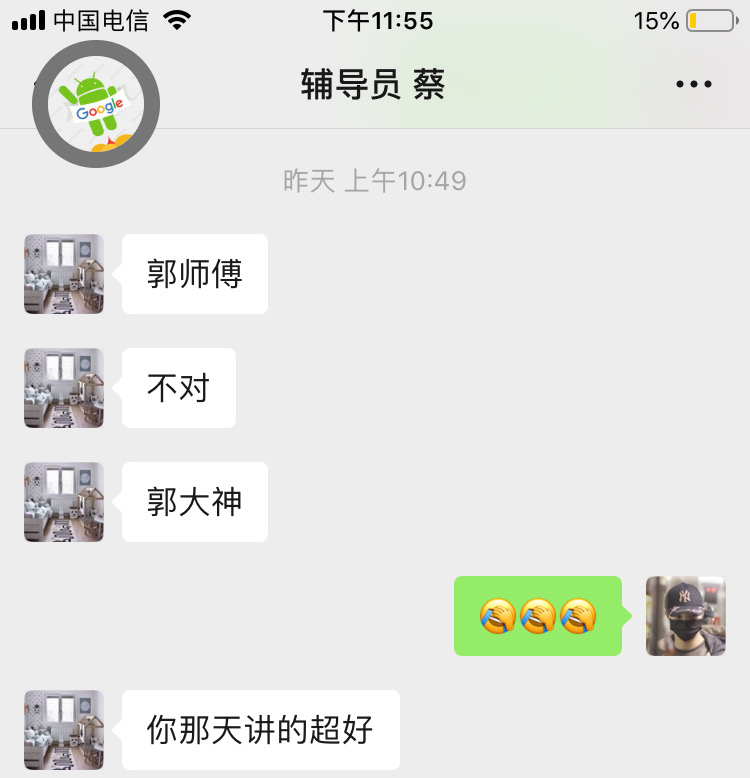 中国电信
下午11:55
15%
Google
辅导员 蔡
昨天 上午10:49
郭师傅
不对
郭大神
🤣🤣🤣
你那天讲的超好